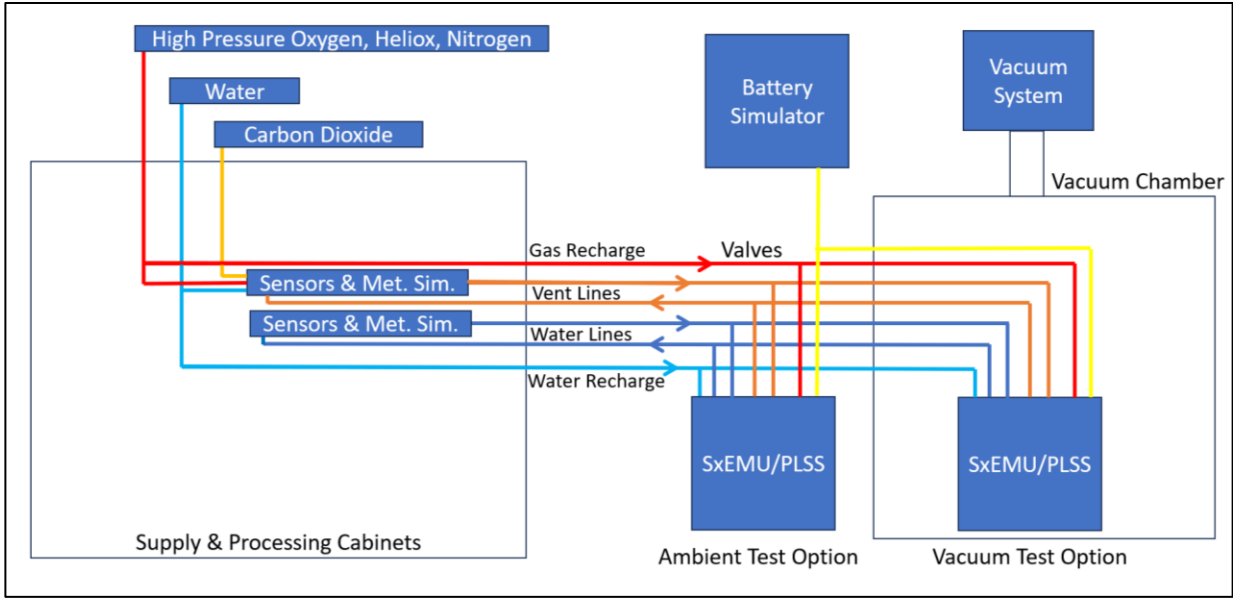 High Pressure Oxygen, Heliox, Nitrogen
Water
Carbon Dioxide
Battery
Simulator
Vacuum
System
Vacuum Chamber
Gas Recharge
Valves
Sensors & Met. Sim.
Vent Lines
Sensors & Met. Sim.
Water Lines
Water Recharge
SxEMU/PLSS
SxEMU/PLSS
Supply & Processing Cabinets
Ambient Test Option
Vacuum Test Option